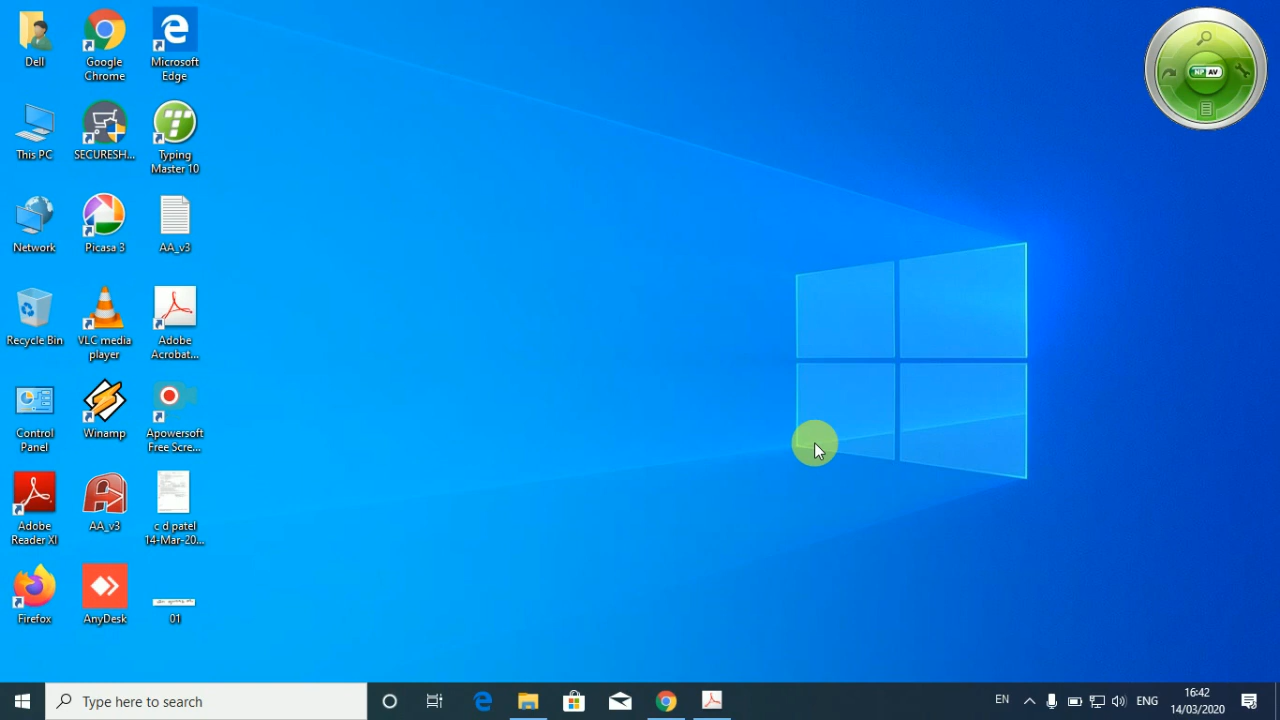 Dell
Google
Chrome
Microsoft
Edge
NP AV
This PC
SECURESH...
Typing
Master 10
Network
Picasa 3
AA_v3
Recycle Bin
VLC media
player
Adobe
Acrobat...
Control
Panel
Winamp
Apowersoft
Free Scre...
Adobe
Reader XI
AA_v3
c d patel
14-Mar-20...
Firefox
AnyDesk
01
Type here to search
EN
ENG
16:42
14/03/2020